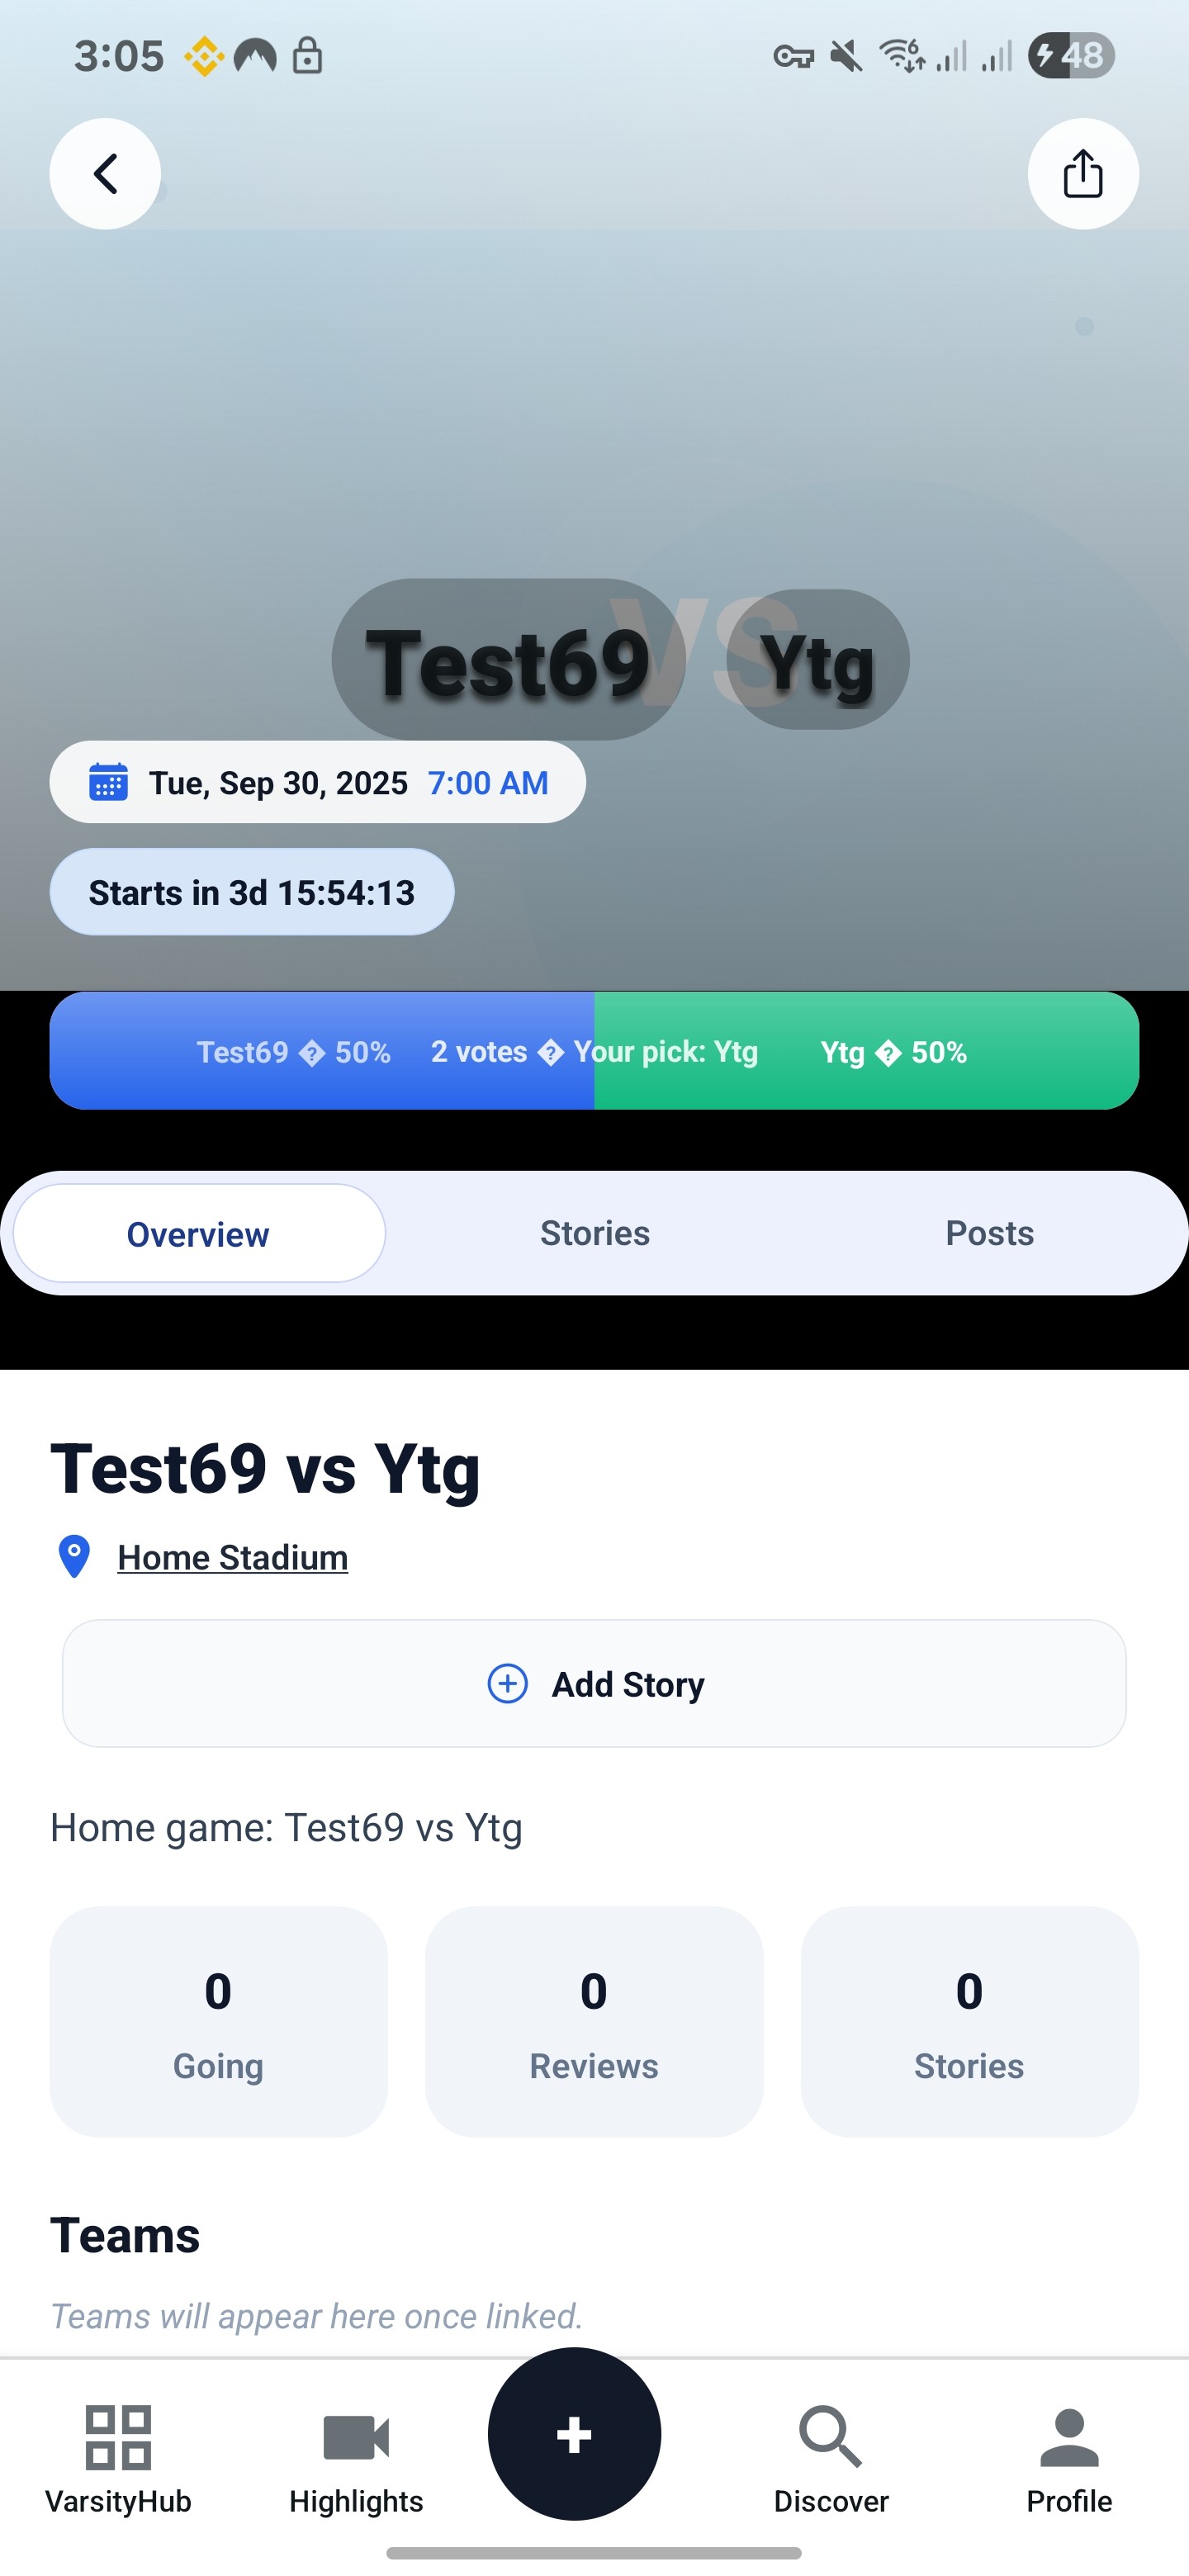 3:05
6
48
VS
Test69
Ytg
Tue, Sep 30, 2025 7:00 AM
Starts in 3d 15:54:13
Test69 � 50% 2 votes � Your pick: Ytg Ytg � 50%
Overview Stories Posts
Test69 vs Ytg
Home Stadium
Add Story
Home game: Test69 vs Ytg
0 0 0
Going Reviews Stories
Teams
Teams will appear here once linked.
VarsityHub Highlights Discover Profile